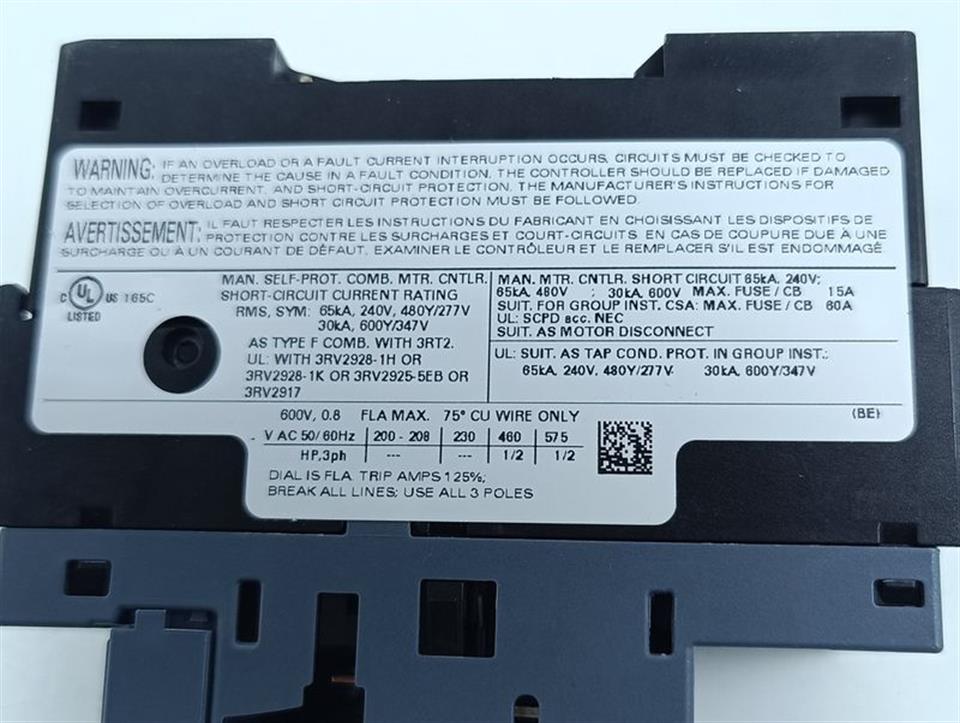 WARNING: IF AN OVERLOAD OR A FAULT CURRENT INTERRUPTION OCCURS, CIRCUITS MUST BE CHECKED TO
DETERMINE THE CAUSE IN A FAULT CONDITION. THE CONTROLLER SHOULD BE REPLACED IF DAMAGED
TO MAINTAIN OVERCURRENT, AND SHORT-CIRCUIT PROTECTION. THE MANUFACTURER'S INSTRUCTIONS FOR
SELECTION OF OVERLOAD AND SHORT CIRCUIT PROTECTION MUST BE FOLLOWED.
AVERTISSEMENT: IL FAUT RESPECTER LES INSTRUCTIONS DU FABRICANT EN CHOISISSANT LES DISPOSITIFS DE
PROTECTION CONTRE LES SURCHARGES ET COURT-CIRCUITS. EN CAS DE COUPURE DUE À UNE
SURCHARGE OU À UN COURANT DE DÉFAUT. EXAMINER LE CONTRÔLEUR ET LE REMPLACER S'IL EST ENDOMMAGÉ
C UL US 165C
LISTED
MAN. SELF-PROT. COMB. MTR. CNTLR.
SHORT-CIRCUIT CURRENT RATING
RMS, SYM: 65kA, 240V, 480Y/277V
30kA, 600Y/347V
AS TYPE F COMB. WITH 3RT2.
UL: WITH 3RV2928-1H OR
3RV2928-1K OR 3RV2925-5EB OR
3RV2917
MAN. MTR. CNTLR. SHORT CIRCUIT 65kA, 240V;
65kA, 480V ; 30kA, 600V MAX. FUSE / CB 15A
SUIT. FOR GROUP INST. CSA: MAX. FUSE / CB 60A
UL: SCPD acc. NEC
SUIT. AS MOTOR DISCONNECT
UL: SUIT. AS TAP COND. PROT. IN GROUP INST.:
65kA, 240V, 480Y/277V 30kA, 600Y/347V
600V, 0.8 FLA MAX. 75° CU WIRE ONLY (BE)
V AC 50/60Hz 200 - 208 230 460 575
HP,3ph --- --- 1/2 1/2
DIAL IS FLA. TRIP AMPS 125%;
BREAK ALL LINES; USE ALL 3 POLES